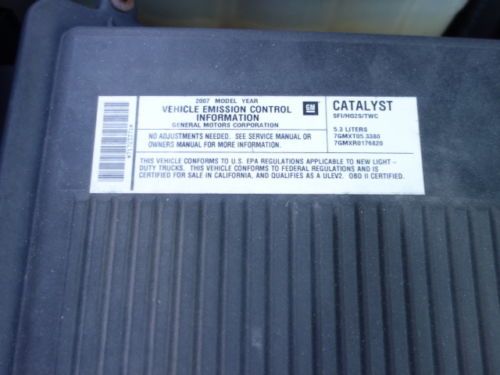 2007 MODEL YEAR
VEHICLE EMISSION CONTROL
INFORMATION
GENERAL MOTORS CORPORATION
GM
CATALYST
SFI/HO2S/TWC
NO ADJUSTMENTS NEEDED. SEE SERVICE MANUAL OR
OWNERS MANUAL FOR MORE INFORMATION.
5.3 LITERS
7GMXT05.3380
7GMXR0176820
THIS VEHICLE CONFORMS TO U.S. EPA REGULATIONS APPLICABLE TO NEW LIGHT-
DUTY TRUCKS. THIS VEHICLE CONFORMS TO FEDERAL REGULATIONS AND IS
CERTIFIED FOR SALE IN CALIFORNIA, AND QUALIFIES AS A ULEV2. OBD II CERTIFIED.